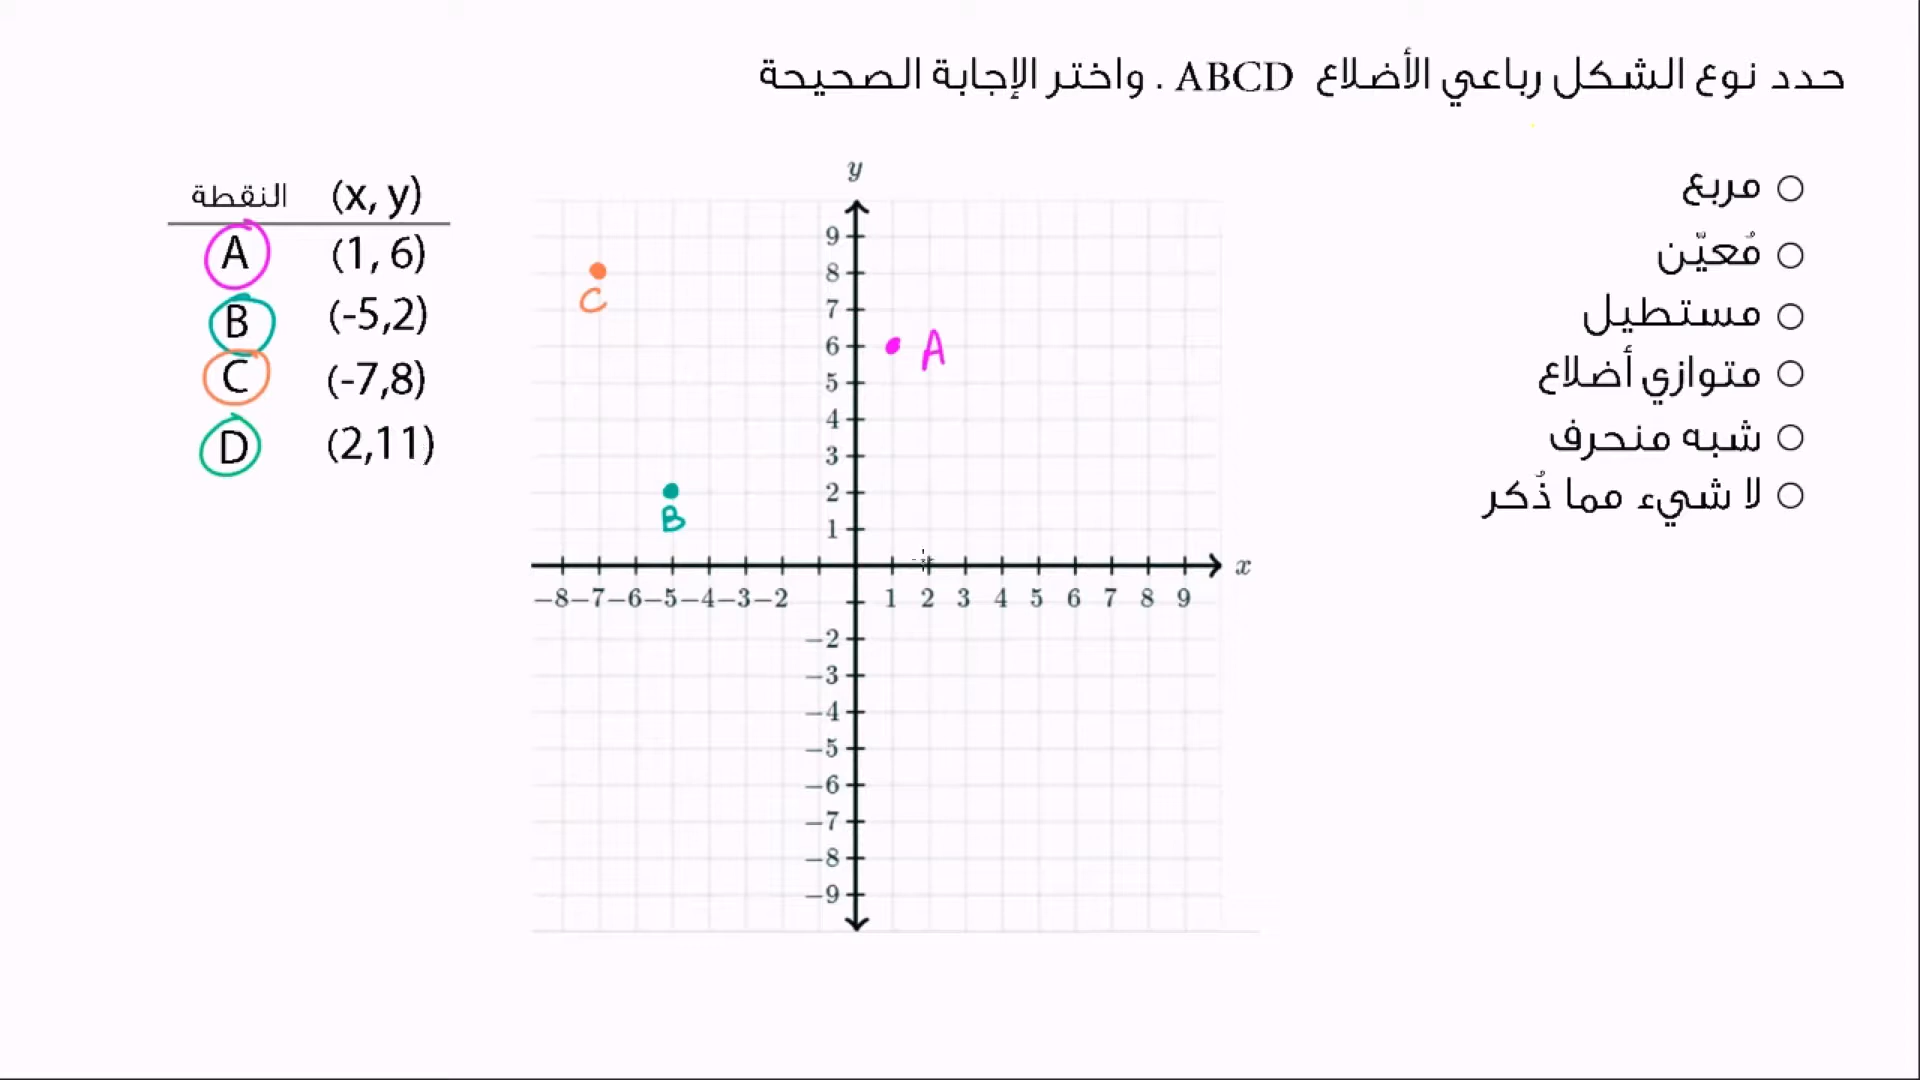 حدد نوع الشكل رباعي الأضلاع ABCD . واختر الإجابة الصحيحة
مربع
مُعيّن
مستطيل
متوازي أضلاع
شبه منحرف
لا شيء مما ذُكر
النقطة (x, y)
A (1, 6)
B (-5,2)
C (-7,8)
D (2,11)
y
9
8
7
6
5
4
3
2
1
C
A
B
x
−8 −7 −6 −5 −4 −3 −2 1 2 3 4 5 6 7 8 9
−2
−3
−4
−5
−6
−7
−8
−9